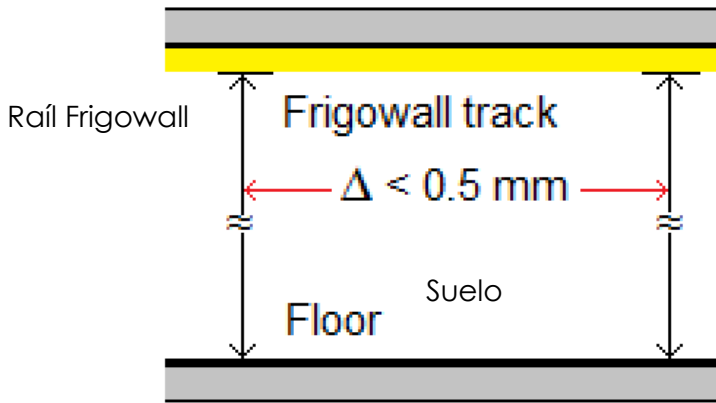 Raíl Frigowall
Frigowall track
Δ < 0.5 mm
≈
≈
Suelo
Floor